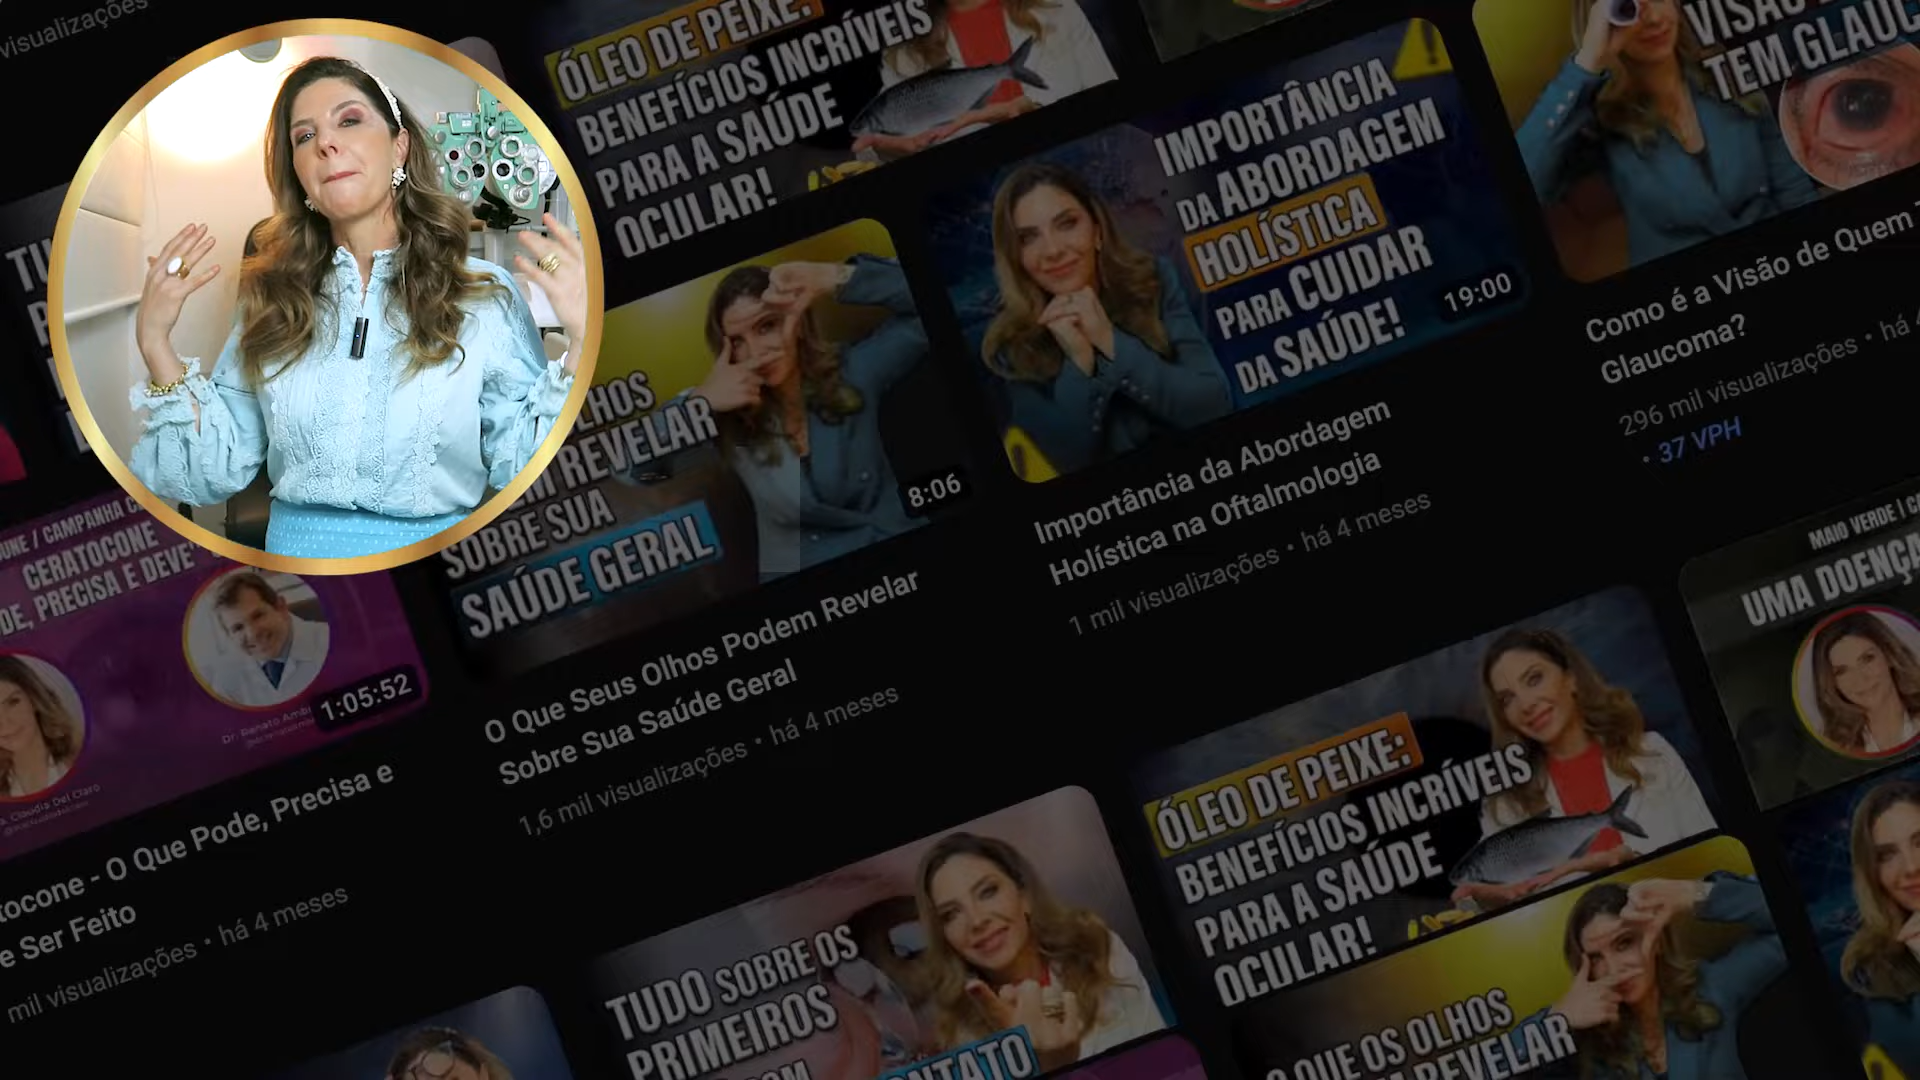 visualizações
ÓLEO DE PEIXE:
BENEFÍCIOS INCRÍVEIS
PARA A SAÚDE
OCULAR!
IMPORTÂNCIA
DA ABORDAGEM
HOLÍSTICA
PARA CUIDAR
DA SAÚDE!
19:00
TEM
Como é a Visão de Quem
Glaucoma?
296 mil visualizações • há
• 37 VPH
REVELAR
SOBRE SUA
SAÚDE GERAL
8:06
O Que Seus Olhos Podem Revelar
Sobre Sua Saúde Geral
1,6 mil visualizações • há 4 meses
Importância da Abordagem
Holística na Oftalmologia
1 mil visualizações • há 4 meses
CERATOCONE
PRECISA E DEVE
1:05:52
Claudia Del Claro
Dr. Renato
- O Que Pode, Precisa e
e Ser Feito
mil visualizações • há 4 meses
MAIO VERDE |
UMA DOENÇA
ÓLEO DE PEIXE:
BENEFÍCIOS INCRÍVEIS
PARA A SAÚDE
OCULAR!
TUDO SOBRE OS
PRIMEIROS
O QUE OS OLHOS
REVELAR